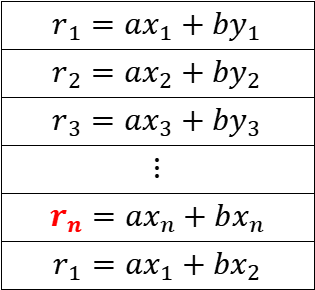 r₁ = ax₁ + by₁
r₂ = ax₂ + by₂
r₃ = ax₃ + by₃
⋮
rₙ = axₙ + bxₙ
r₁ = ax₁ + bx₂